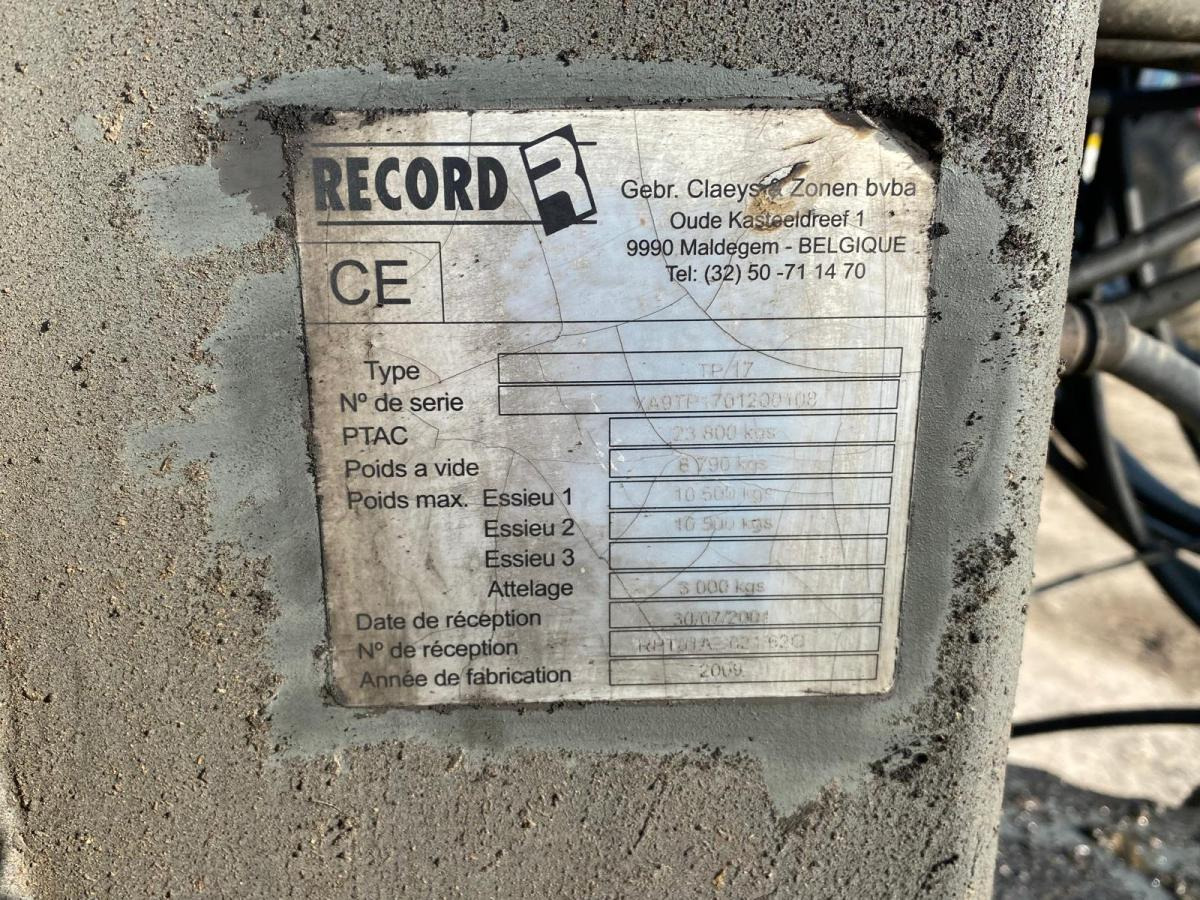 RECORD R
Gebr. Claeys & Zonen bvba
Oude Kasteeldreef 1
9990 Maldegem - BELGIQUE
Tel: (32) 50 -71 14 70
CE
Type TP 17
Nº de serie
PTAC 23 800 kgs
Poids a vide 6 790 kgs
Poids max. Essieu 1 10 500 kgs
Essieu 2 10 500 kgs
Essieu 3
Attelage 3 000 kgs
Date de réception 30/07/2001
Nº de réception
Année de fabrication 2009